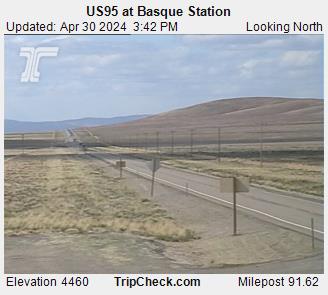 US95 at Basque Station
Updated: Apr 30 2024 3:42 PM Looking North
Elevation 4460 TripCheck.com Milepost 91.62